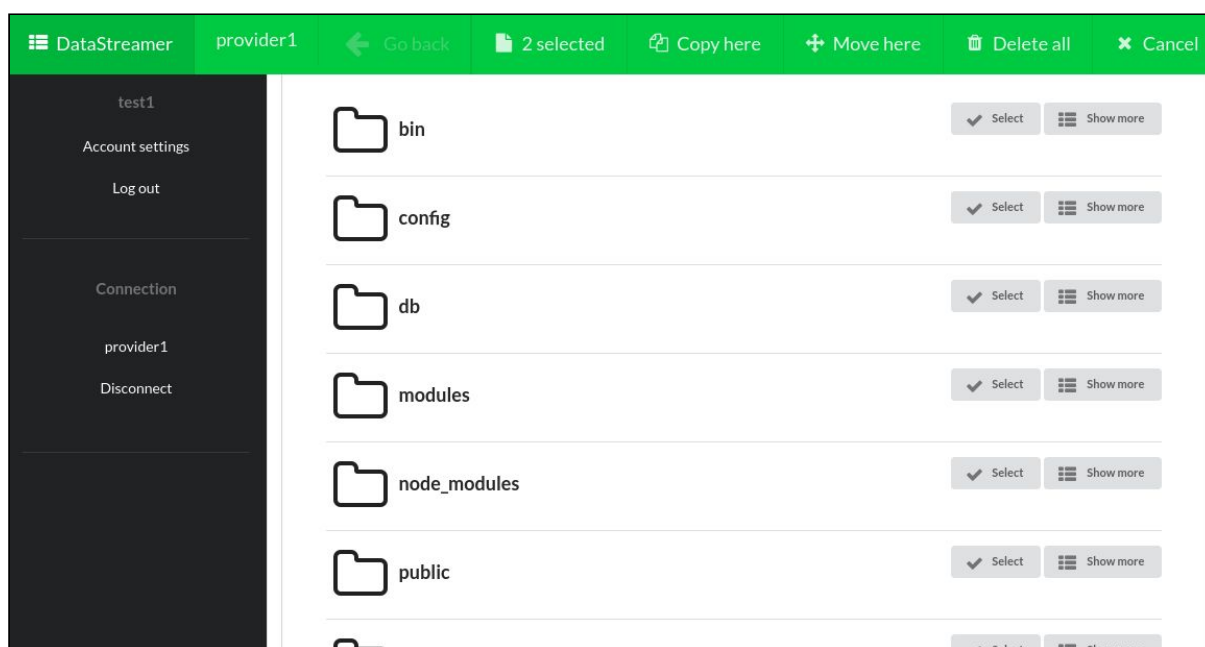 DataStreamer provider1 Go back 2 selected Copy here Move here Delete all Cancel
test1
Account settings
Log out
Connection
provider1
Disconnect
bin Select Show more
config Select Show more
db Select Show more
modules Select Show more
node_modules Select Show more
public Select Show more